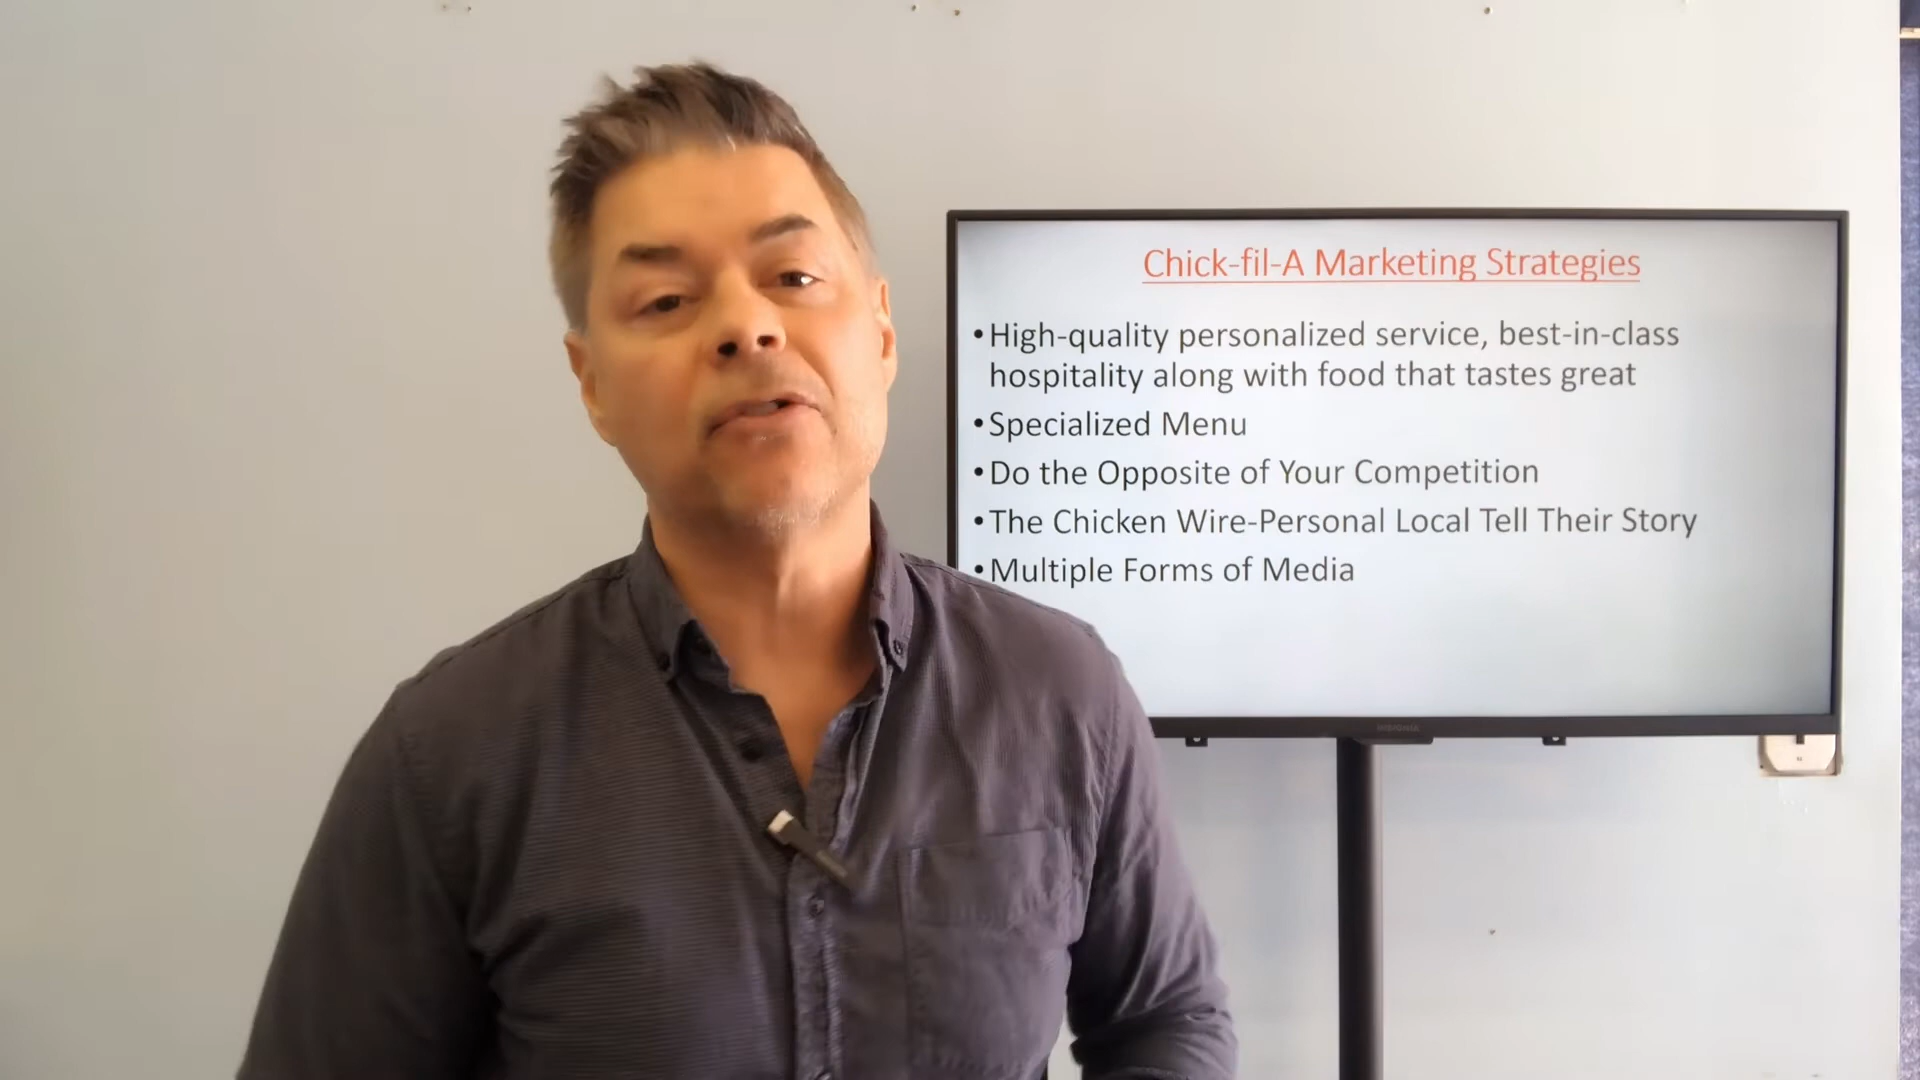 Chick-fil-A Marketing Strategies
•High-quality personalized service, best-in-class
hospitality along with food that tastes great
•Specialized Menu
•Do the Opposite of Your Competition
•The Chicken Wire-Personal Local Tell Their Story
•Multiple Forms of Media
INSIGNIA